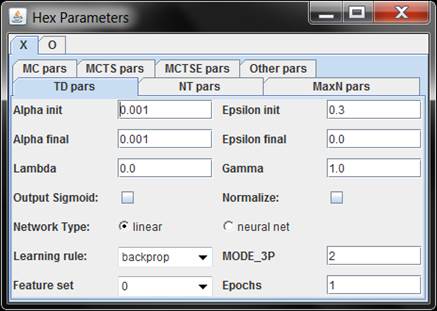 Hex Parameters
X O
MC pars MCTS pars MCTSE pars Other pars
TD pars NT pars MaxN pars
Alpha init 0.001 Epsilon init 0.3
Alpha final 0.001 Epsilon final 0.0
Lambda 0.0 Gamma 1.0
Output Sigmoid: Normalize:
Network Type: linear neural net
Learning rule: backprop MODE_3P 2
Feature set 0 Epochs 1